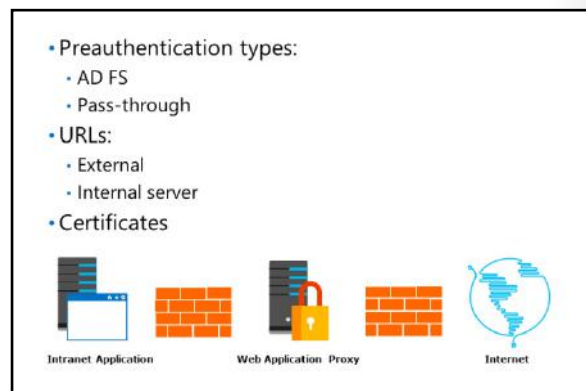 • Preauthentication types:
• AD FS
• Pass-through
• URLs:
• External
• Internal server
• Certificates
Intranet Application Web Application Proxy Internet